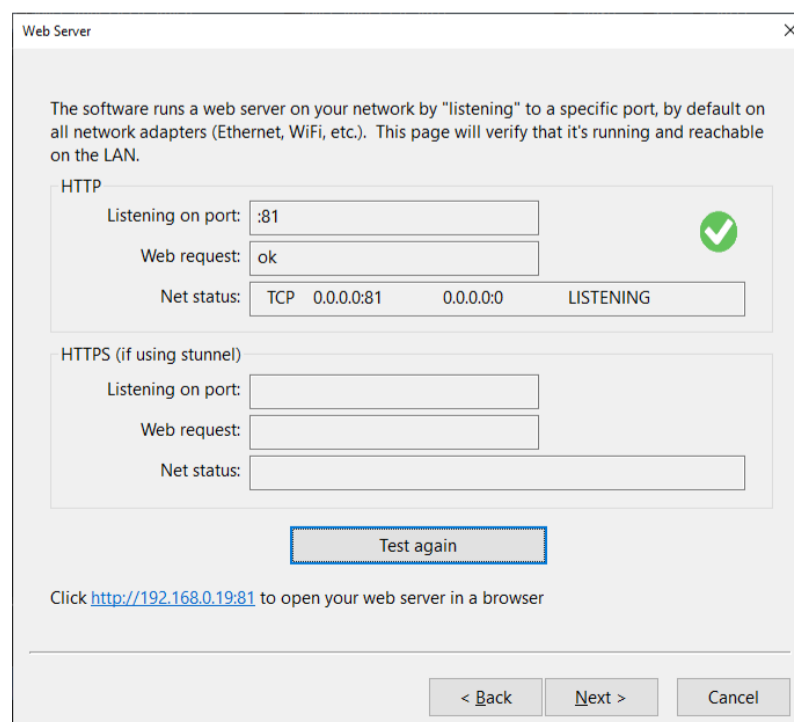 Web Server
The software runs a web server on your network by "listening" to a specific port, by default on
all network adapters (Ethernet, WiFi, etc.).  This page will verify that it's running and reachable
on the LAN.
HTTP
Listening on port: :81
Web request: ok
Net status: TCP 0.0.0.0:81 0.0.0.0:0 LISTENING
HTTPS (if using stunnel)
Listening on port:
Web request:
Net status:
Test again
Click http://192.168.0.19:81 to open your web server in a browser
< Back Next > Cancel